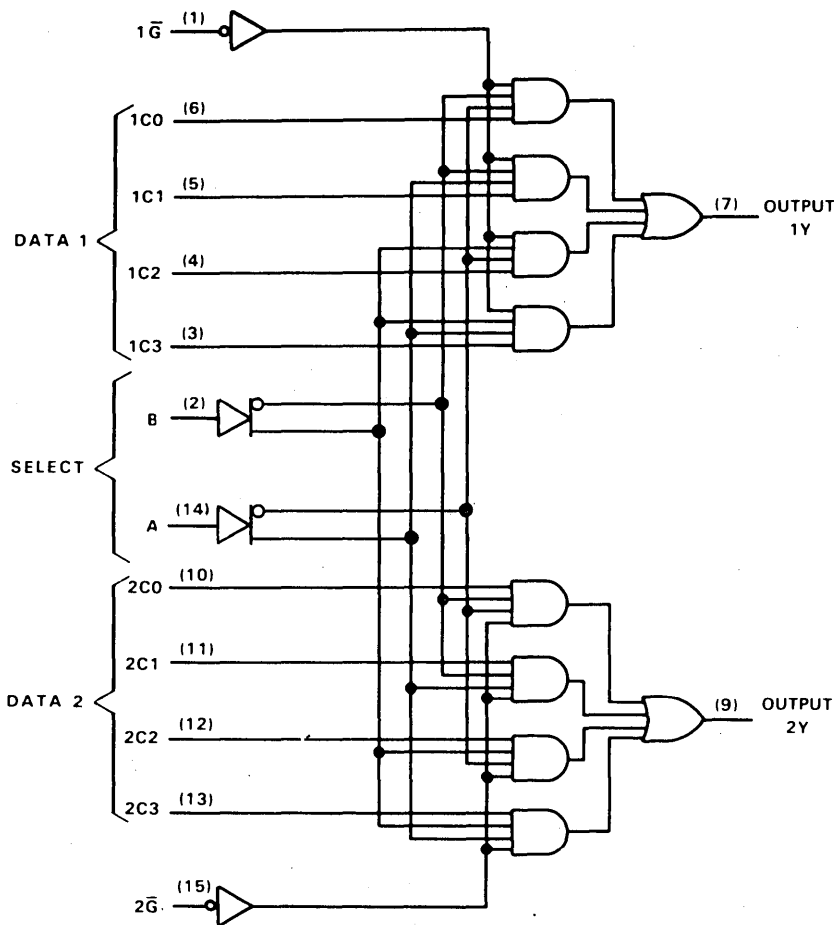 1G̅ (1)
1C0 (6)
1C1 (5)
DATA 1
1C2 (4)
1C3 (3)
(7) OUTPUT
1Y
B (2)
SELECT
A (14)
2C0 (10)
2C1 (11)
DATA 2
2C2 (12)
2C3 (13)
(9) OUTPUT
2Y
2G̅ (15)